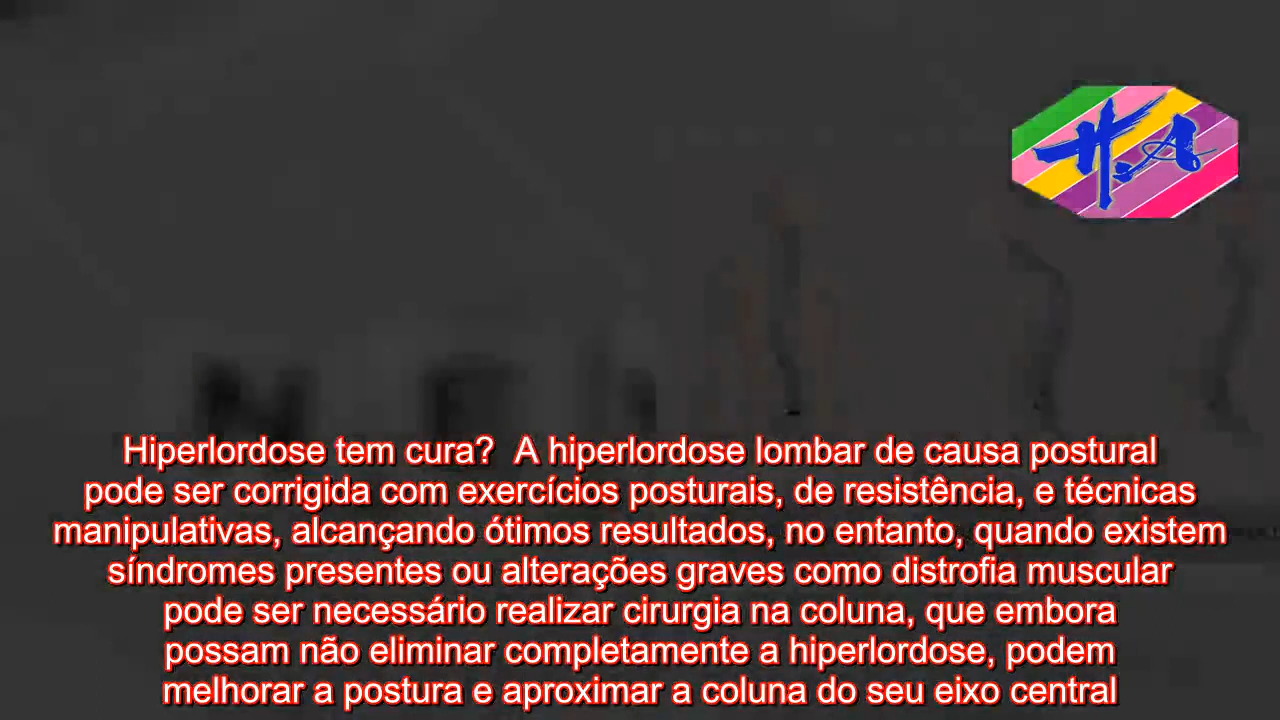 H.A
Hiperlordose tem cura?  A hiperlordose lombar de causa postural
pode ser corrigida com exercícios posturais, de resistência, e técnicas
manipulativas, alcançando ótimos resultados, no entanto, quando existem
síndromes presentes ou alterações graves como distrofia muscular
pode ser necessário realizar cirurgia na coluna, que embora
possam não eliminar completamente a hiperlordose, podem
melhorar a postura e aproximar a coluna do seu eixo central